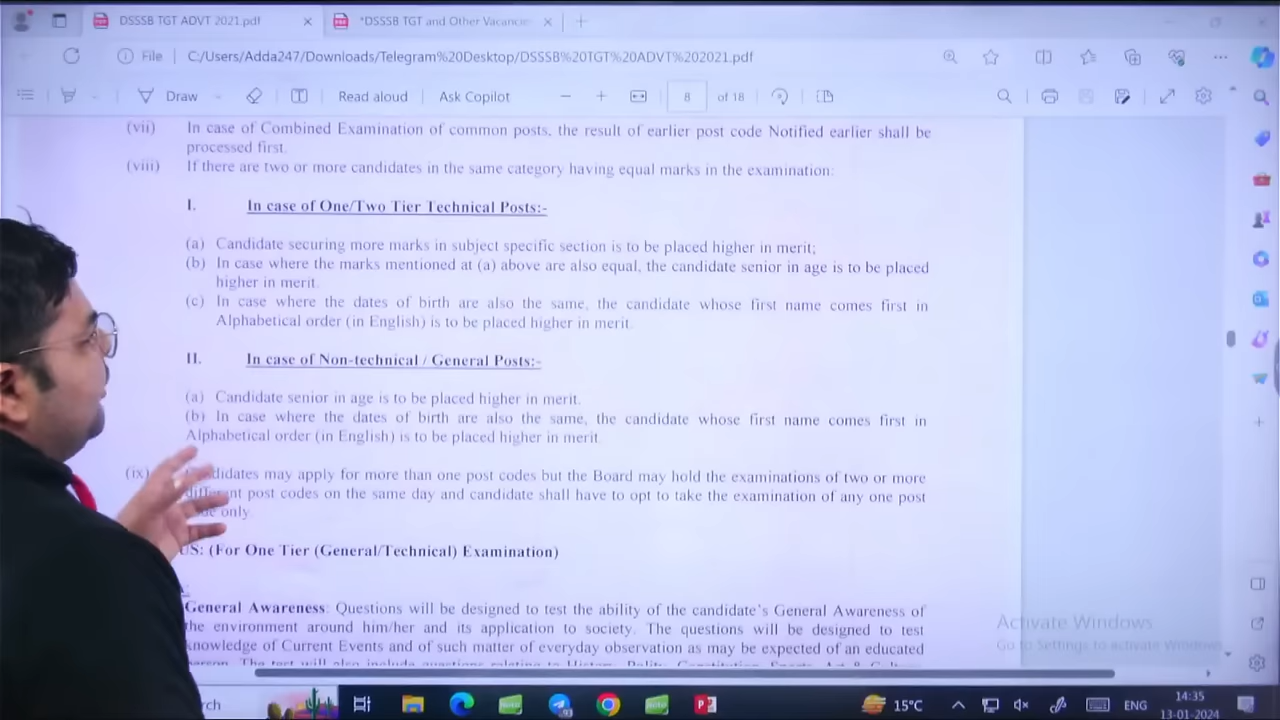 DSSSB TGT ADVT 2021.pdf
*DSSSB TGT and Other Vacancies
File C:/Users/Adda247/Downloads/Telegram%20Desktop/DSSSB%20TGT%20ADVT%202021.pdf
Draw Read aloud Ask Copilot 8 of 18
(vii) In case of Combined Examination of common posts, the result of earlier post code Notified earlier shall be
processed first.
(viii) If there are two or more candidates in the same category having equal marks in the examination:
I. In case of One/Two Tier Technical Posts:-
(a) Candidate securing more marks in subject specific section is to be placed higher in merit;
(b) In case where the marks mentioned at (a) above are also equal, the candidate senior in age is to be placed
higher in merit.
(c) In case where the dates of birth are also the same, the candidate whose first name comes first in
Alphabetical order (in English) is to be placed higher in merit.
II. In case of Non-technical / General Posts:-
(a) Candidate senior in age is to be placed higher in merit.
(b) In case where the dates of birth are also the same, the candidate whose first name comes first in
Alphabetical order (in English) is to be placed higher in merit.
(ix) may apply for more than one post codes but the Board may hold the examinations of two or more
different post codes on the same day and candidate shall have to opt to take the examination of any one post
only.
US: (For One Tier (General/Technical) Examination)
General Awareness: Questions will be designed to test the ability of the candidate's General Awareness of
the environment around him/her and its application to society. The questions will be designed to test
knowledge of Current Events and of such matter of everyday observation as may be expected of an educated
person. The test will also include questions relating to History, Polity, Constitution, Sports, Art &
Activate Windows
Go to Settings to activate Windows.
rch 15°C ENG 14:35
13-01-2024